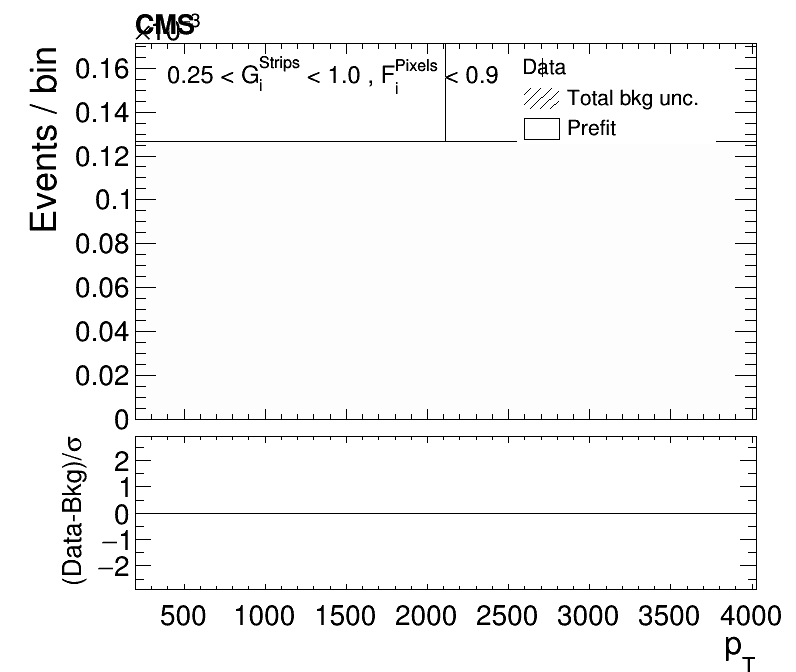 CMS
×10³
Events / bin
0.25 < G_i^Strips < 1.0 , F_i^Pixels < 0.9
Data
Total bkg unc.
Prefit
0.16
0.14
0.12
0.1
0.08
0.06
0.04
0.02
0
(Data-Bkg)/σ
2
1
0
−1
−2
500 1000 1500 2000 2500 3000 3500 4000
p_T